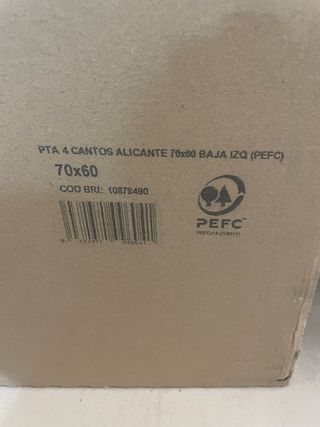 PTA 4 CANTOS ALICANTE 70x60 BAJA IZQ (PEFC)
70x60
COD BRI: 10878490
PEFC